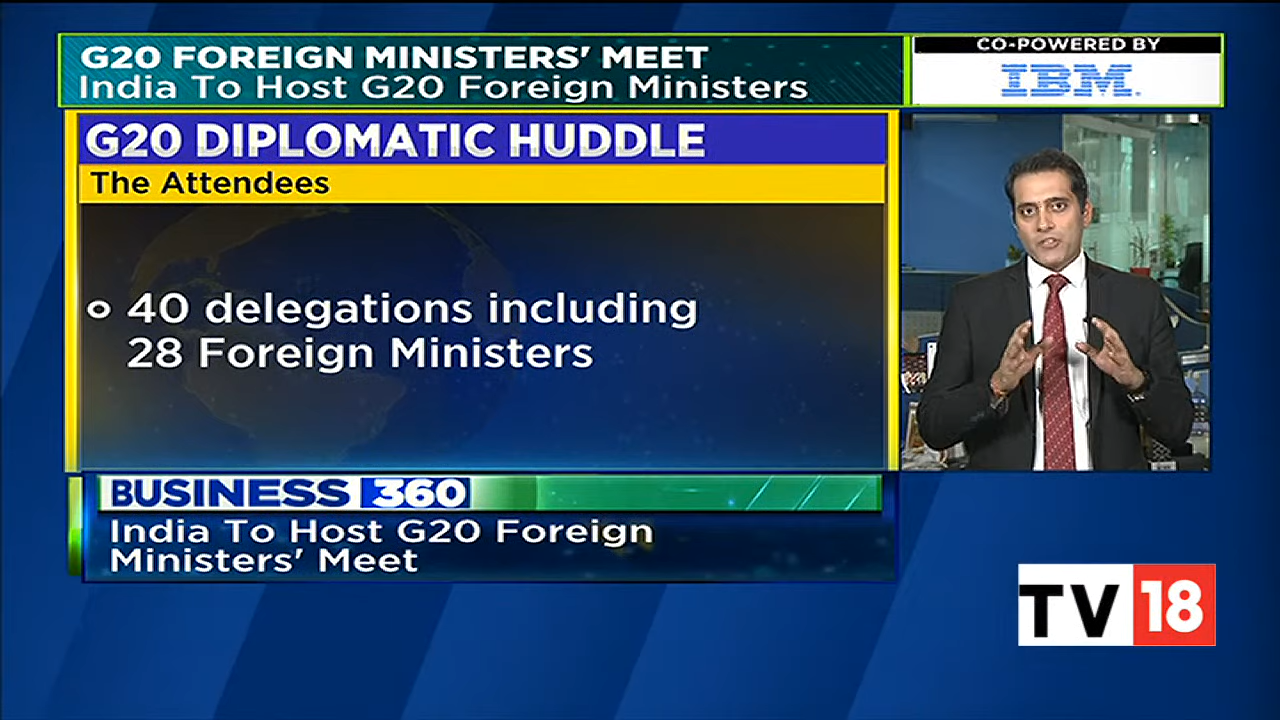 G20 FOREIGN MINISTERS' MEET
India To Host G20 Foreign Ministers
CO-POWERED BY
IBM
G20 DIPLOMATIC HUDDLE
The Attendees
40 delegations including
28 Foreign Ministers
BUSINESS 360
India To Host G20 Foreign
Ministers' Meet
TV18